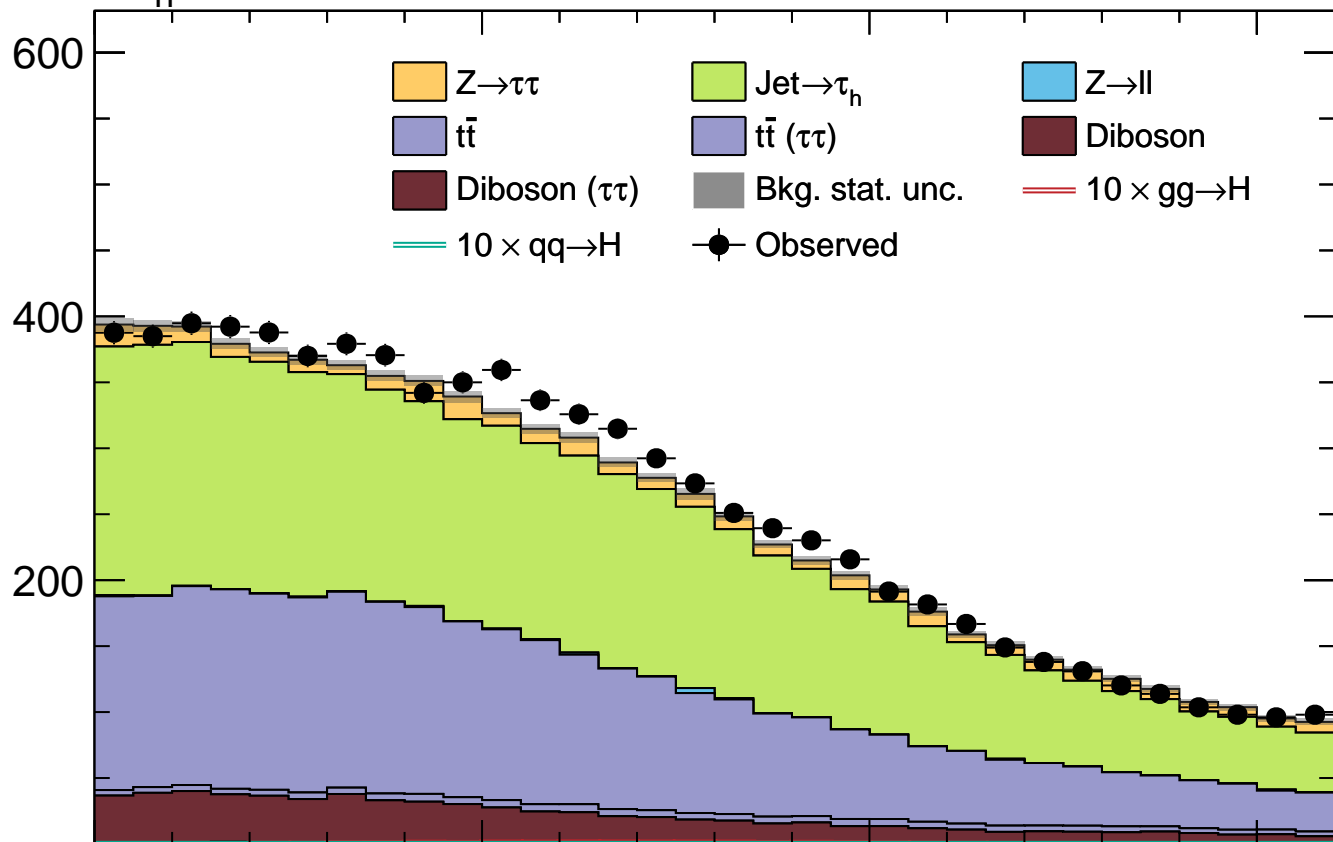 600
Z→ττ Jet→τh Z→ll
tt̄ tt̄ (ττ) Diboson
Diboson (ττ) Bkg. stat. unc. 10 × gg→H
10 × qq→H Observed
400
200